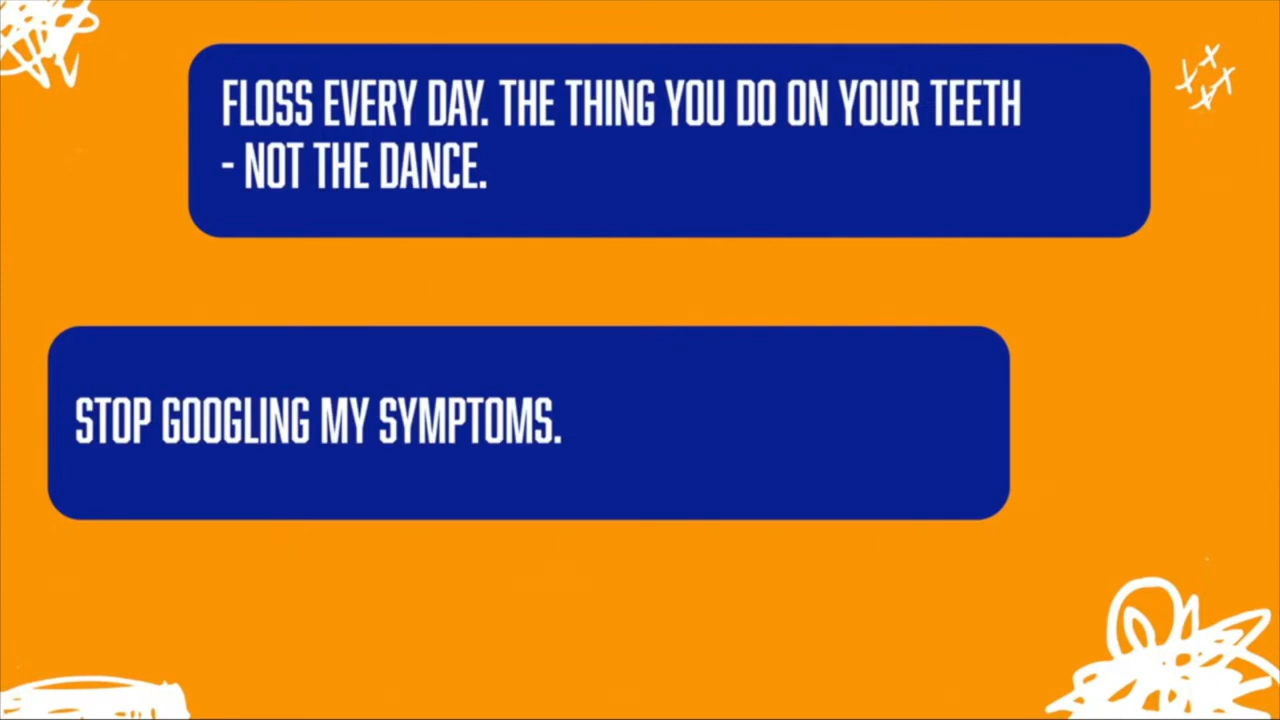 FLOSS EVERY DAY. THE THING YOU DO ON YOUR TEETH
- NOT THE DANCE.
STOP GOOGLING MY SYMPTOMS.